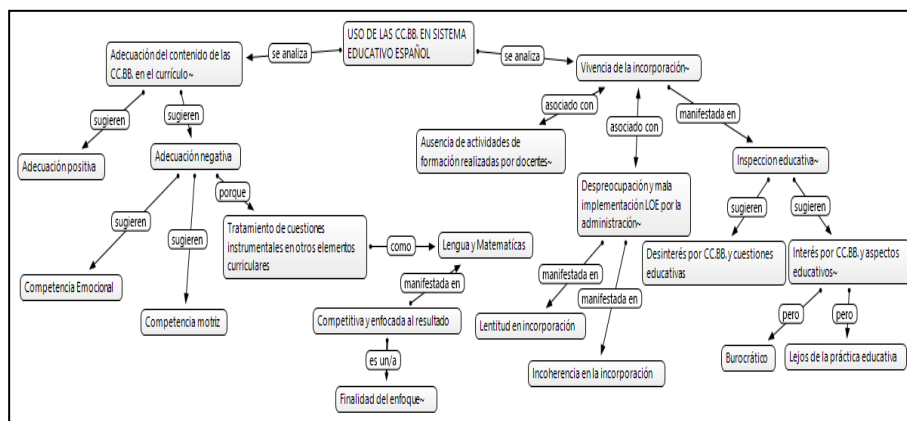 USO DE LAS CC.BB. EN SISTEMA
EDUCATIVO ESPAÑOL
se analiza
se analiza
Adecuación del contenido de las
CC.BB. en el currículo~
Vivencia de la incorporación~
sugieren
sugieren
asociado con
asociado con
manifestada en
Adecuación positiva
Adecuación negativa
Ausencia de actividades de
formación realizadas por docentes~
Inspeccion educativa~
porque
sugieren
sugieren
Tratamiento de cuestiones
instrumentales en otros elementos
curriculares
como
Lengua y Matematícas
Despreocupación y mala
implementación LOE por la
administración~
sugieren
sugieren
Desinterés por CC.BB. y cuestiones
educativas
Interés por CC.BB. y aspectos
educativos~
Competencia Emocional
Competencia motriz
manifestada en
Competitiva y enfocada al resultado
manifestada en
manifestada en
Lentitud en incorporación
Incoherencia en la incorporación
pero
pero
Burocrático
Lejos de la práctica educativa
es un/a
Finalidad del enfoque~